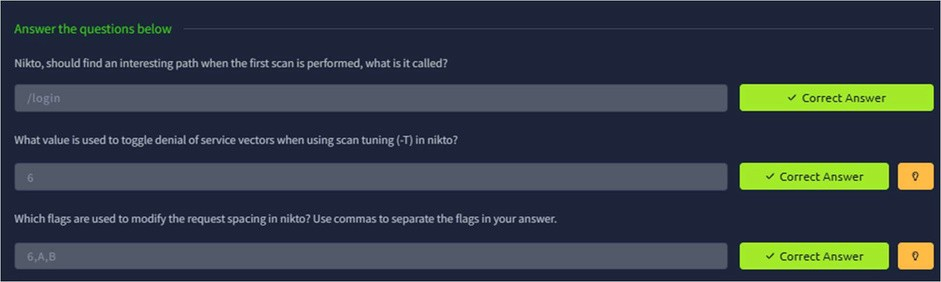 Answer the questions below
Nikto, should find an interesting path when the first scan is performed, what is it called?
/login
Correct Answer
What value is used to toggle denial of service vectors when using scan tuning (-T) in nikto?
6
Correct Answer
Which flags are used to modify the request spacing in nikto? Use commas to separate the flags in your answer.
6,A,B
Correct Answer